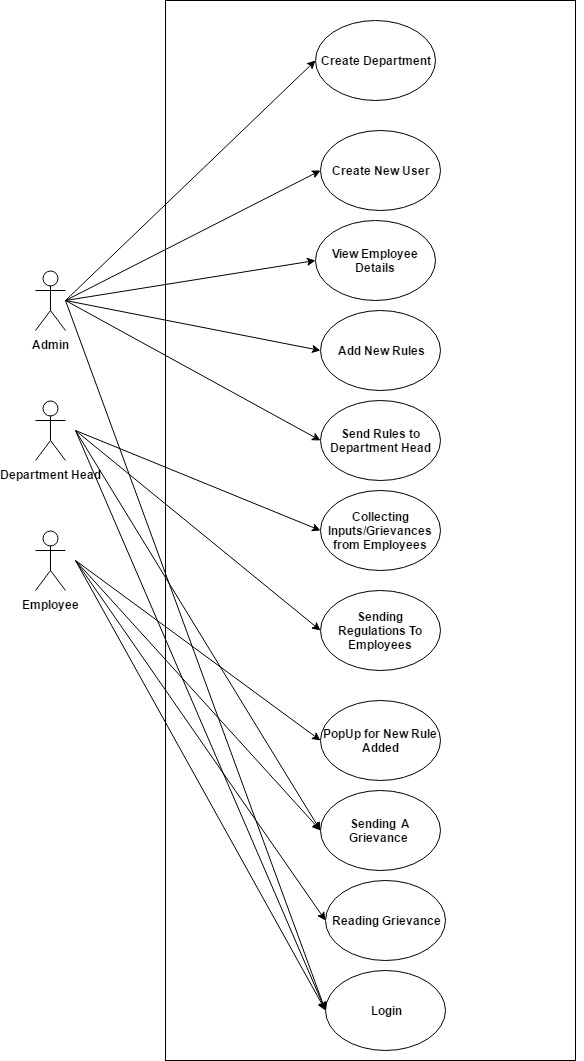 Create Department
Create New User
View Employee
Details
Admin
Add New Rules
Send Rules to
Department Head
Department Head
Collecting
Inputs/Grievances
from Employees
Employee
Sending
Regulations To
Employees
PopUp for New Rule
Added
Sending A
Grievance
Reading Grievance
Login